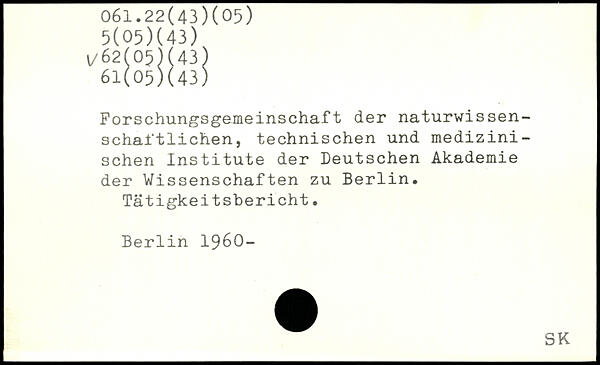 061.22(43)(05)
5(05)(43)
√62(05)(43)
61(05)(43)
Forschungsgemeinschaft der naturwissen-
schaftlichen, technischen und medizini-
schen Institute der Deutschen Akademie
der Wissenschaften zu Berlin.
Tätigkeitsbericht.
Berlin 1960-
SK